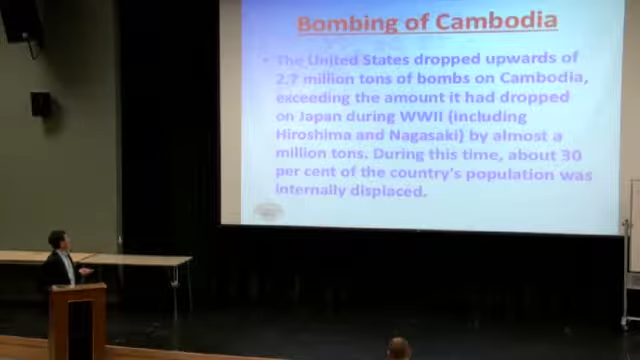 Bombing of Cambodia
• The United States dropped upwards of
2.7 million tons of bombs on Cambodia,
exceeding the amount it had dropped
on Japan during WWII (including
Hiroshima and Nagasaki) by almost a
million tons. During this time, about 30
per cent of the country's population was
internally displaced.